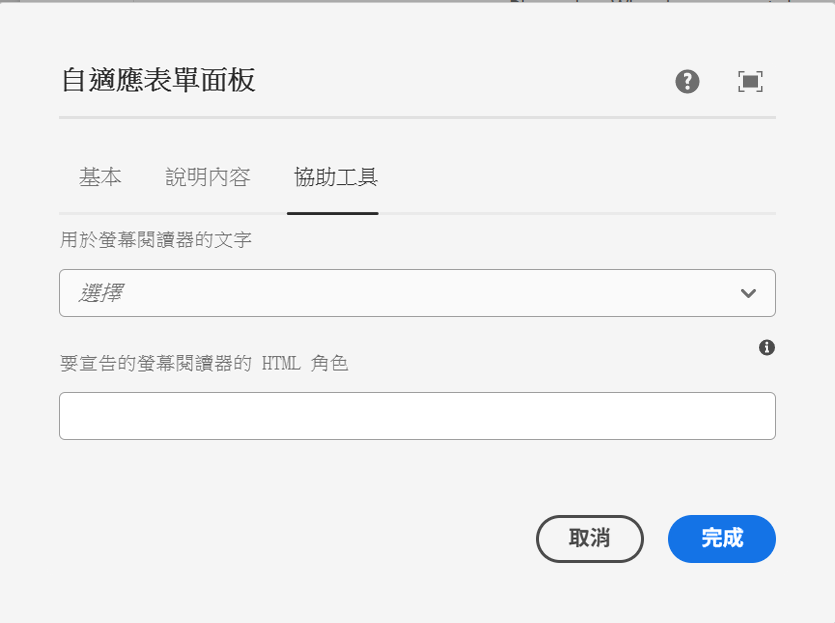 自適應表單面板
基本 說明內容 協助工具
用於螢幕閱讀器的文字
選擇
要宣告的螢幕閱讀器的 HTML 角色
取消 完成